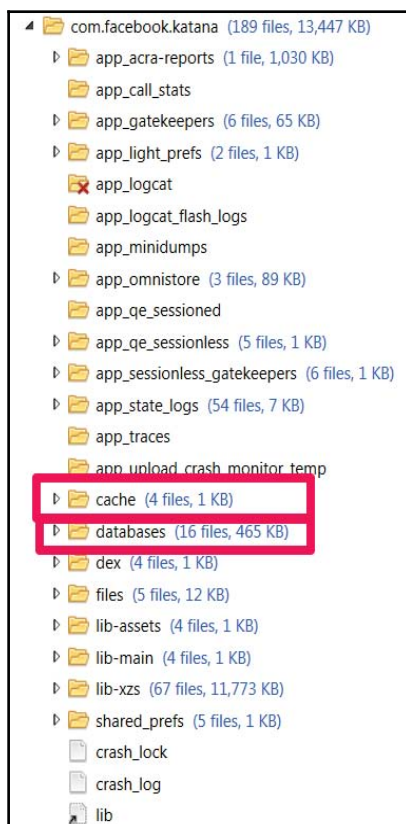 com.facebook.katana (189 files, 13,447 KB)
app_acra-reports (1 file, 1,030 KB)
app_call_stats
app_gatekeepers (6 files, 65 KB)
app_light_prefs (2 files, 1 KB)
app_logcat
app_logcat_flash_logs
app_minidumps
app_omnistore (3 files, 89 KB)
app_qe_sessioned
app_qe_sessionless (5 files, 1 KB)
app_sessionless_gatekeepers (6 files, 1 KB)
app_state_logs (54 files, 7 KB)
app_traces
app_upload_crash_monitor_temp
cache (4 files, 1 KB)
databases (16 files, 465 KB)
dex (4 files, 1 KB)
files (5 files, 12 KB)
lib-assets (4 files, 1 KB)
lib-main (4 files, 1 KB)
lib-xzs (67 files, 11,773 KB)
shared_prefs (5 files, 1 KB)
crash_lock
crash_log
lib